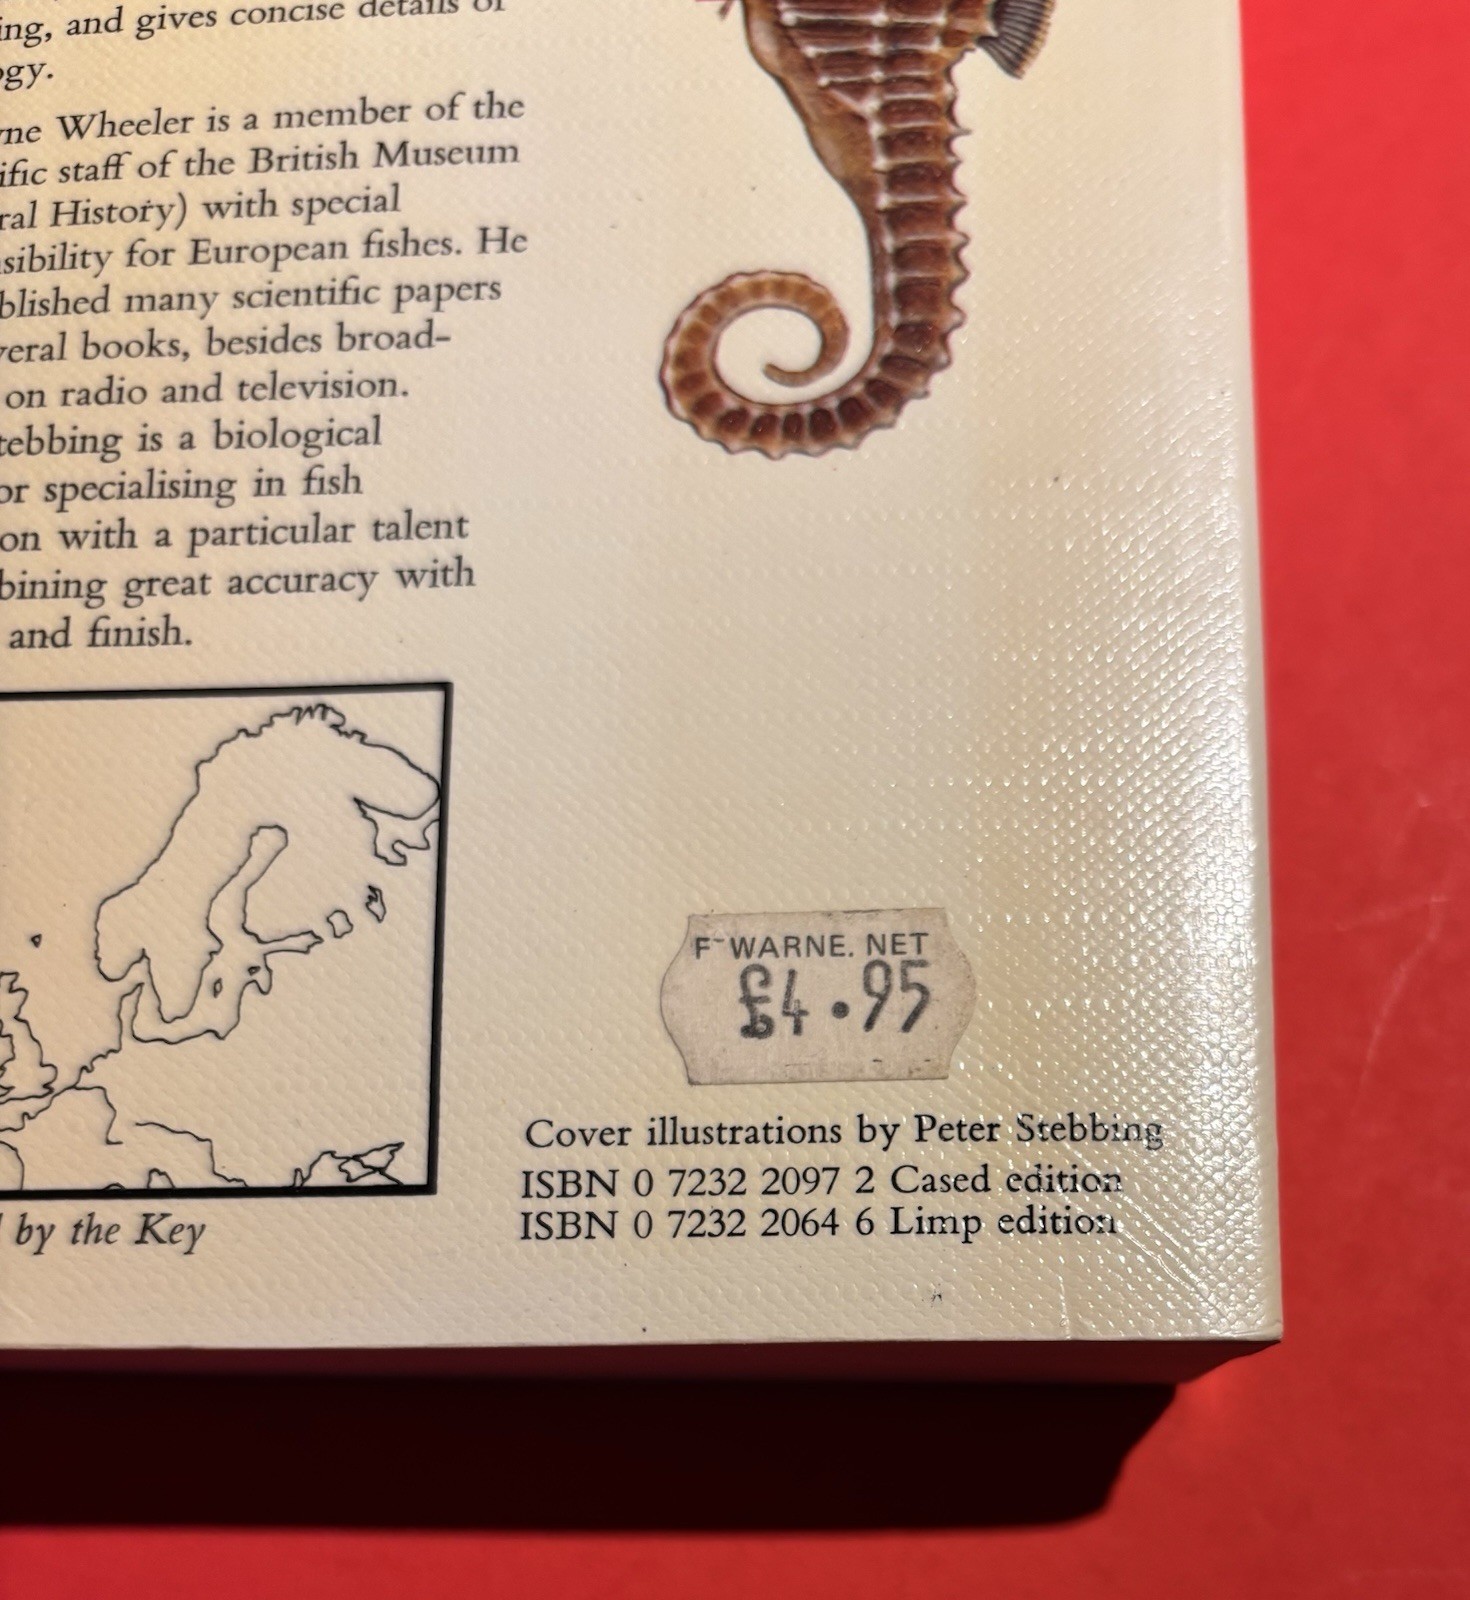 ing, and gives concise details of
ogy.
yne Wheeler is a member of the
ific staff of the British Museum
ral History) with special
sibility for European fishes. He
blished many scientific papers
veral books, besides broad-
on radio and television.
tebbing is a biological
or specialising in fish
on with a particular talent
bining great accuracy with
and finish.
F WARNE. NET
£4.95
Cover illustrations by Peter Stebbing
ISBN 0 7232 2097 2 Cased edition
ISBN 0 7232 2064 6 Limp edition
by the Key